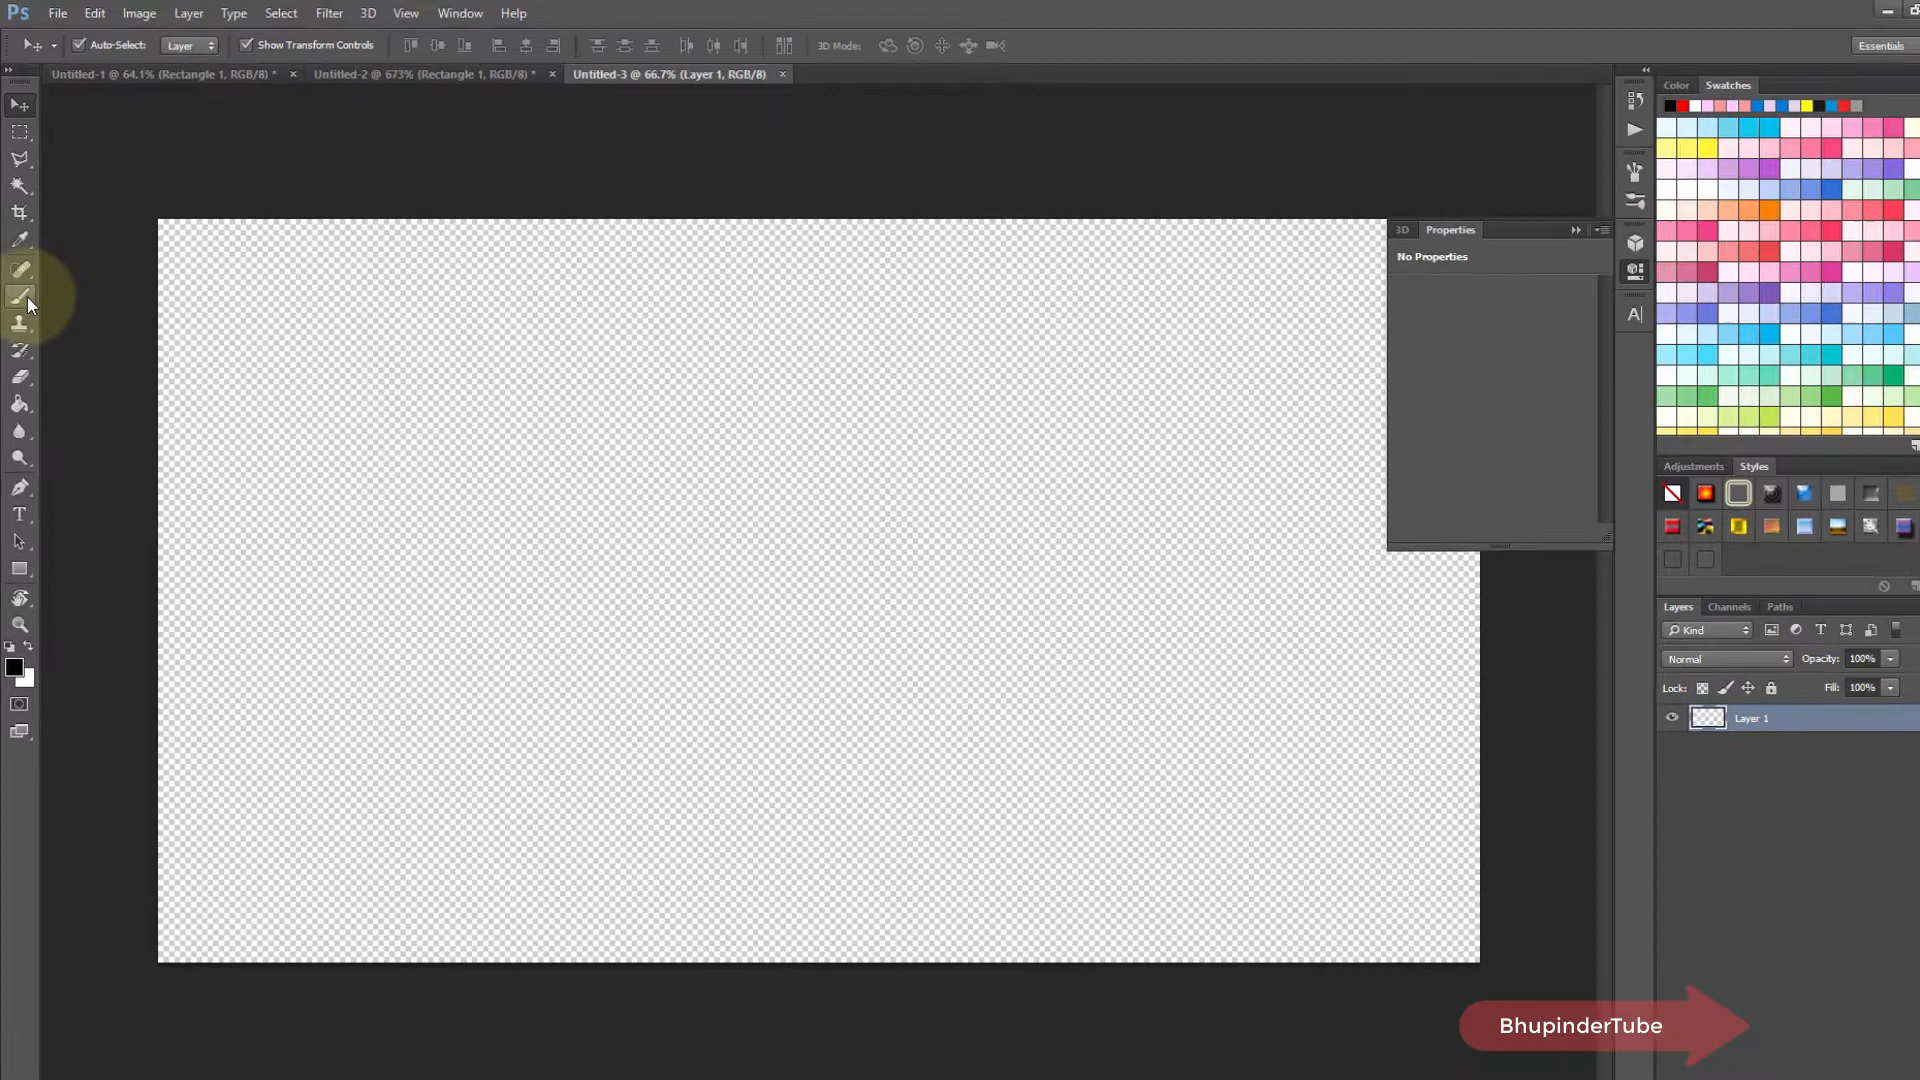 Ps File Edit Image Layer Type Select Filter 3D View Window Help
Auto-Select: Layer Show Transform Controls 3D Mode: Essentials
Untitled-1 @ 64.1% (Rectangle 1, RGB/8) * × Untitled-2 @ 673% (Rectangle 1, RGB/8) * × Untitled-3 @ 66.7% (Layer 1, RGB/8) ×
Color Swatches
3D Properties
No Properties
Adjustments Styles
Layers Channels Paths
Kind
Normal Opacity: 100%
Lock: Fill: 100%
Layer 1
BhupinderTube